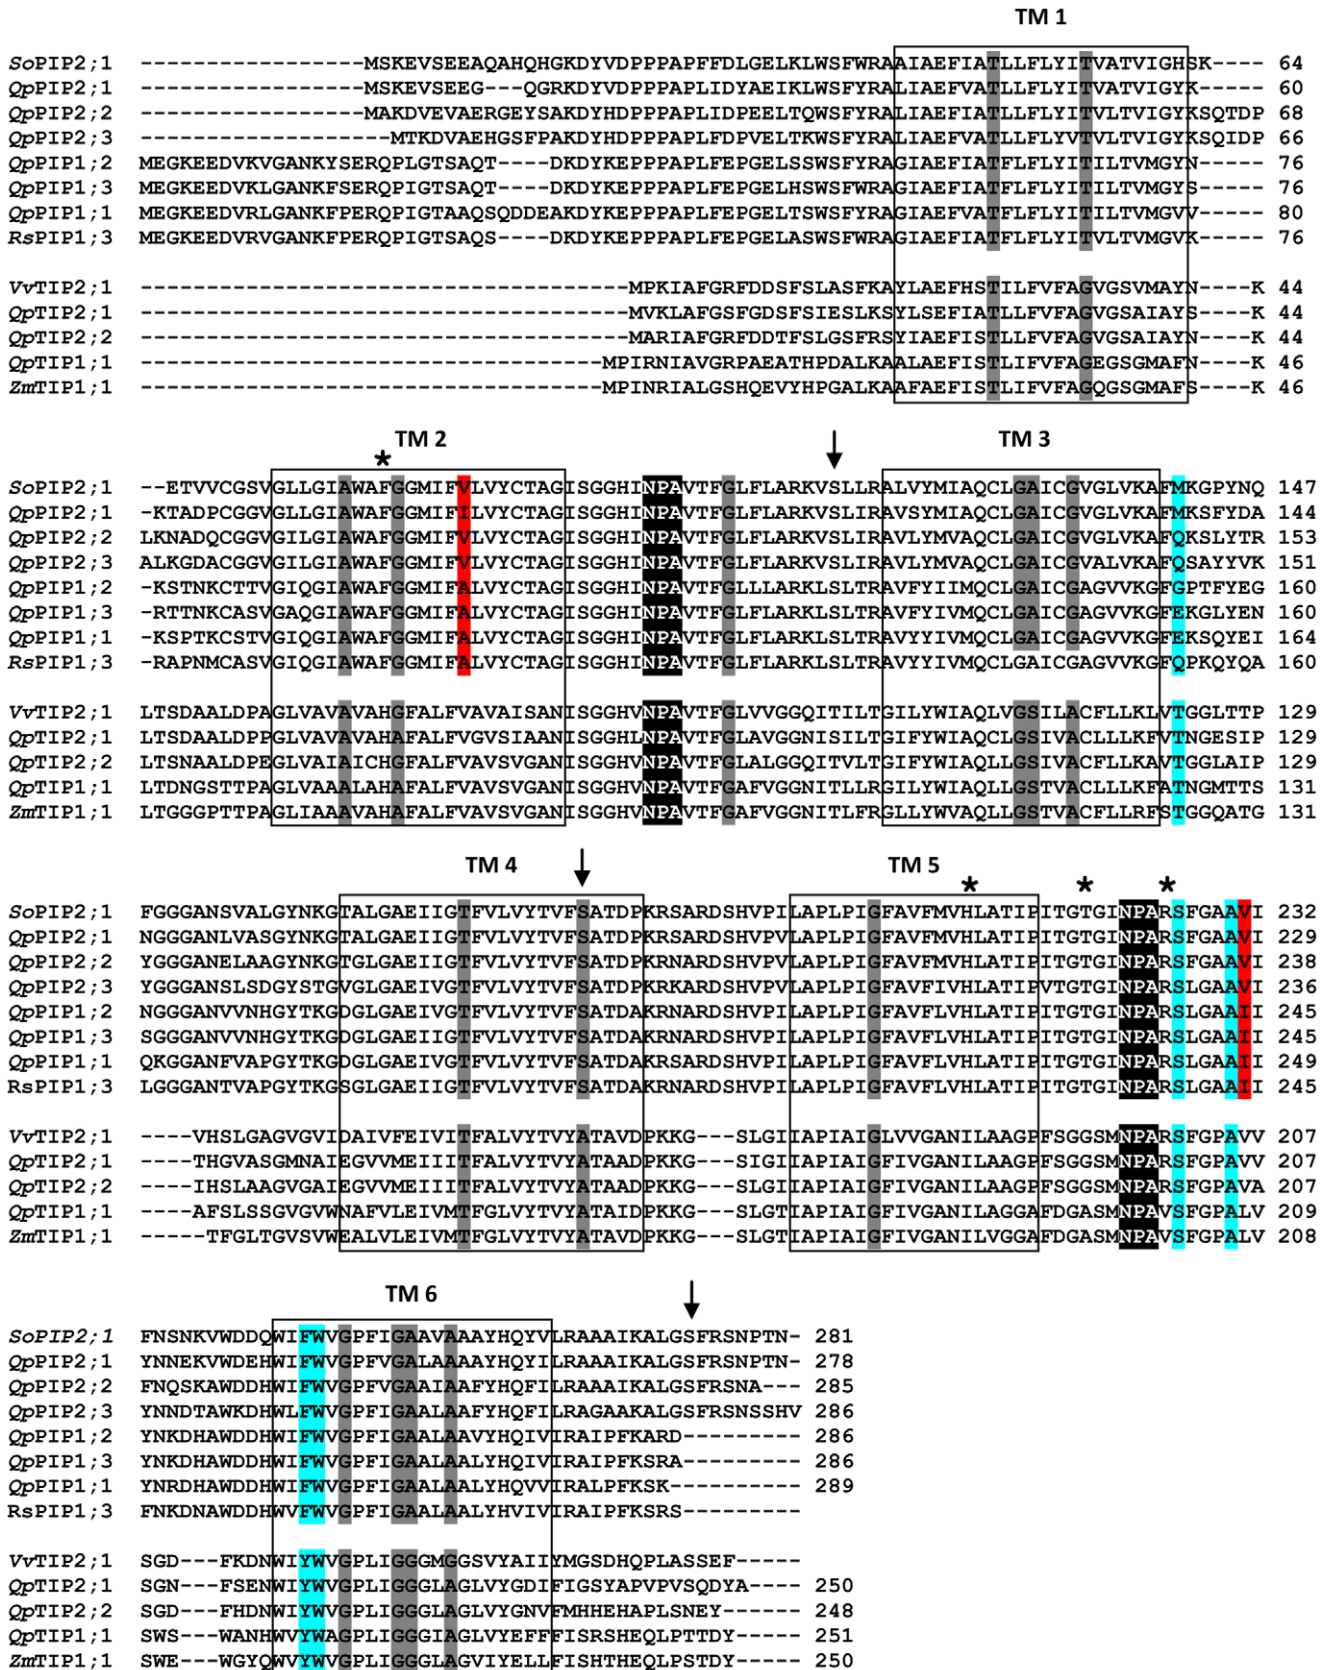 TM 1
SoPIP2;1 -----------------MSKEVSEEAQAHQHGKDYVDPPPAPFFDLGELKLWSFWRAAIAEFIATLLFLYITVATVIGHSK---- 64
QpPIP2;1 -----------------MSKEVSEEG---QGRKDYVDPPPAPLIDYAEIKLWSFYRALIAEFVATLLFLYITVATVIGYK----- 60
QpPIP2;2 -----------------MAKDVEVAERGEYSAKDYHDPPPAPLIDPEELTQWSFYRALIAEFIATLLFLYITVLTVIGYKSQTDP 68
QpPIP2;3 -------------------MTKDVAEHGSFPAKDYHDPPPAPLFDPVELTKWSFYRALIAEFVATLLFLYVTVLTVIGYKSQIDP 66
QpPIP1;2 MEGKEEDVKVGANKYSERQPLGTSAQT----DKDYKEPPPAPLFEPGELSSWSFYRAGIAEFIATFLFLYITILTVMGYN----- 76
QpPIP1;3 MEGKEEDVKLGANKFSERQPIGTSAQT----DKDYKEPPPAPLFEPGELHSWSFWRAGIAEFIATFLFLYITILTVMGYS----- 76
QpPIP1;1 MEGKEEDVRLGANKFPERQPIGTAAQSQDDEAKDYKEPPPAPLFEPGELTSWSFYRAGIAEFVATFLFLYITILTVMGVV----- 80
RsPIP1;3 MEGKEEDVRVGANKFPERQPIGTSAQS----DKDYKEPPPAPLFEPGELASWSFWRAGIAEFIATFLFLYITVLTVMGVK----- 76
VvTIP2;1 -------------------------------------MPKIAFGRFDDSFSLASFKAYLAEFHSTILFVFAGVGSVMAYN----K 44
QpTIP2;1 -------------------------------------MVKLAFGSFGDSFSIESLKSYLSEFIATLLFVFAGVGSAIAYS----K 44
QpTIP2;2 -------------------------------------MARIAFGRFDDTFSLGSFRSYIAEFISTLLFVFAGVGSAIAYN----K 44
QpTIP1;1 -----------------------------------MPIRNIAVGRPAEATHPDALKAALAEFISTLIFVFAGEGSGMAFN----K 46
ZmTIP1;1 -----------------------------------MPINRIALGSHQEVYHPGALKAAFAEFISTLIFVFAGQGSGMAFS----K 46
TM 2 TM 3
*
SoPIP2;1 --ETVVCGSVGLLGIAWAFGGMIFVLVYCTAGISGGHINPAVTFGLFLARKVSLLRALVYMIAQCLGAICGVGLVKAFMKGPYNQ 147
QpPIP2;1 -KTADPCGGVGLLGIAWAFGGMIFILVYCTAGISGGHINPAVTFGLFLARKVSLIRAVSYMIAQCLGAICGVGLVKAFMKSFYDA 144
QpPIP2;2 LKNADQCGGVGILGIAWAFGGMIFVLVYCTAGISGGHINPAVTFGLFLARKVSLIRAVLYMVAQCLGAICGVGLVKAFQKSLYTR 153
QpPIP2;3 ALKGDACGGVGILGIAWAFGGMIFVLVYCTAGISGGHINPAVTFGLFLARKVSLIRAVLYMVAQCLGAICGVALVKAFQSAYYVK 151
QpPIP1;2 -KSTNKCTTVGIQGIAWAFGGMIFALVYCTAGISGGHINPAVTFGLLLARKLSLTRAVFYIIMQCLGAICGAGVVKGFGPTFYEG 160
QpPIP1;3 -RTTNKCASVGAQGIAWAFGGMIFALVYCTAGISGGHINPAVTFGLFLARKLSLTRAVFYIVMQCLGAICGAGVVKGFEKGLYEN 160
QpPIP1;1 -KSPTKCSTVGIQGIAWAFGGMIFALVYCTAGISGGHINPAVTFGLFLARKLSLTRAVYYIVMQCLGAICGAGVVKGFEKSQYEI 164
RsPIP1;3 -RAPNMCASVGIQGIAWAFGGMIFALVYCTAGISGGHINPAVTFGLFLARKLSLTRAVYYIVMQCLGAICGAGVVKGFQPKQYQA 160
VvTIP2;1 LTSDAALDPAGLVAVAVAHGFALFVAVAISANISGGHVNPAVTFGLVVGGQITILTGILYWIAQLVGSILACFLLKLVTGGLTTP 129
QpTIP2;1 LTSDAALDPPGLVAVAVAHAFALFVGVSIAANISGGHLNPAVTFGLAVGGNISILTGIFYWIAQCLGSIVACLLLKFVTNGESIP 129
QpTIP2;2 LTSNAALDPEGLVAIAICHGFALFVAVSVGANISGGHVNPAVTFGLALGGQITVLTGIFYWIAQLLGSIVACFLLKAVTGGLAIP 129
QpTIP1;1 LTDNGSTTPAGLVAAALAHAFALFVAVSVGANISGGHVNPAVTFGAFVGGNITLLRGILYWIAQLLGSTVACLLLKFATNGMTTS 131
ZmTIP1;1 LTGGGPTTPAGLIAAAVAHAFALFVAVSVGANISGGHVNPAVTFGAFVGGNITLFRGLLYWVAQLLGSTVACFLLRFSTGGQATG 131
TM 4 TM 5
* * *
SoPIP2;1 FGGGANSVALGYNKGTALGAEIIGTFVLVYTVFSATDPKRSARDSHVPILAPLPIGFAVFMVHLATIPITGTGINPARSFGAAVI 232
QpPIP2;1 NGGGANLVASGYNKGTALGAEIIGTFVLVYTVFSATDPKRSARDSHVPVLAPLPIGFAVFMVHLATIPITGTGINPARSFGAAVI 229
QpPIP2;2 YGGGANELAAGYNKGTGLGAEIIGTFVLVYTVFSATDPKRNARDSHVPVLAPLPIGFAVFMVHLATIPITGTGINPARSFGAAVI 238
QpPIP2;3 YGGGANSLSDGYSTGVGLGAEIVGTFVLVYTVFSATDPKRNARDSHVPVLAPLPIGFAVFIVHLATIPVTGTGINPARSLGAAVI 236
QpPIP1;2 NGGGANVVNHGYTKGDGLGAEIVGTFVLVYTVFSATDAKRNARDSHVPILAPLPIGFAVFLVHLATIPITGTGINPARSLGAAII 245
QpPIP1;3 SGGGANVVNHGYTKGDGLGAEIVGTFVLVYTVFSATDAKRSARDSHVPILAPLPIGFAVFLVHLATIPITGTGINPARSLGAAII 245
QpPIP1;1 QKGGANFVAPGYTKGDGLGAEIVGTFVLVYTVFSATDAKRSARDSHVPILAPLPIGFAVFLVHLATIPITGTGINPARSLGAAII 249
RsPIP1;3 LGGGANTVAPGYTKGSGLGAEIIGTFVLVYTVFSATDAKRNARDSHVPILAPLPIGFAVFLVHLATIPITGTGINPARSLGAAII 245
VvTIP2;1 ----VHSLGAGVGVIDAIVFEIVITFALVYTVYATAVDPKKG---SLGIIAPIAIGLVVGANILAAGPFSGGSMNPARSFGPAVV 207
QpTIP2;1 ----THGVASGMNAIEGVVMEIIITFALVYTVYATAADPKKG---SIGIIAPIAIGFIVGANILAAGPFSGGSMNPARSFGPAVV 207
QpTIP2;2 ----IHSLAAGVGAIEGVVMEIIITFALVYTVYATAADPKKG---SLGIIAPIAIGFIVGANILAAGPFSGGSMNPARSFGPAVA 207
QpTIP1;1 ----AFSLSSGVGVWNAFVLEIVMTFGLVYTVYATAIDPKKG---SLGTIAPIAIGFIVGANILAGGAFDGASMNPAVSFGPALV 209
ZmTIP1;1 -----TFGLTGVSVWEALVLEIVMTFGLVYTVYATAVDPKKG---SLGTIAPIAIGFIVGANILVGGAFDGASMNPAVSFGPALV 208
TM 6
SoPIP2;1 FNSNKVWDDQWIFWVGPFIGAAVAAAYHQYVLRAAAIKALGSFRSNPTN- 281
QpPIP2;1 YNNEKVWDEHWIFWVGPFVGALAAAAYHQYILRAAAIKALGSFRSNPTN- 278
QpPIP2;2 FNQSKAWDDHWIFWVGPFVGAAIAAFYHQFILRAAAIKALGSFRSNA--- 285
QpPIP2;3 YNNDTAWKDHWLFWVGPFIGAALAAFYHQFILRAGAAKALGSFRSNSSHV 286
QpPIP1;2 YNKDHAWDDHWIFWVGPFIGAALAAVYHQIVIRAIPFKARD--------- 286
QpPIP1;3 YNKDHAWDDHWIFWVGPFIGAALAALYHQIVIRAIPFKSRA--------- 286
QpPIP1;1 YNRDHAWDDHWIFWVGPFIGAALAALYHQVVIRALPFKSK---------- 289
RsPIP1;3 FNKDNAWDDHWVFWVGPFIGAALAALYHVIVIRAIPFKSRS---------
VvTIP2;1 SGD---FKDNWIYWVGPLIGGGMGGSVYAIIYMGSDHQPLASSEF-----
QpTIP2;1 SGN---FSENWIYWVGPLIGGGLAGLVYGDIFIGSYAPVPVSQDYA---- 250
QpTIP2;2 SGD---FHDNWIYWVGPLIGGGLAGLVYGNVFMHHEHAPLSNEY------ 248
QpTIP1;1 SWS---WANHWVYWAGPLIGGGIAGLVYEFFFISRSHEQLPTTDY----- 251
ZmTIP1;1 SWE---WGYQWVYWVGPLIGGGLAGVIYELLFISHTHEQLPSTDY----- 250